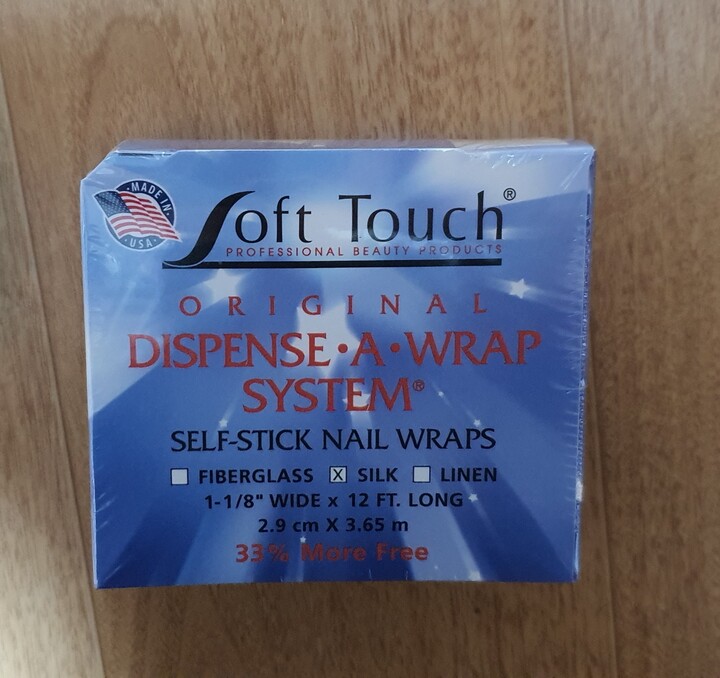 MADE IN
USA
Soft Touch®
PROFESSIONAL BEAUTY PRODUCTS
ORIGINAL
DISPENSE•A•WRAP
SYSTEM®
SELF-STICK NAIL WRAPS
FIBERGLASS X SILK LINEN
1-1/8" WIDE x 12 FT. LONG
2.9 cm X 3.65 m
33% More Free